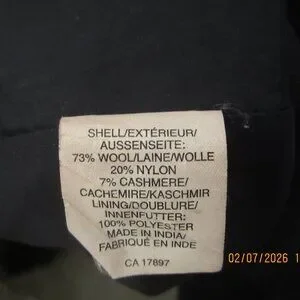 SHELL/EXTÉRIEUR/
AUSSENSEITE:
73% WOOL/LAINE/WOLLE
20% NYLON
7% CASHMERE/
CACHEMIRE/KASCHMIR
LINING/DOUBLURE/
INNENFUTTER:
100% POLYESTER
MADE IN INDIA/
FABRIQUÉ EN INDE
CA 17897
02/07/2026 1